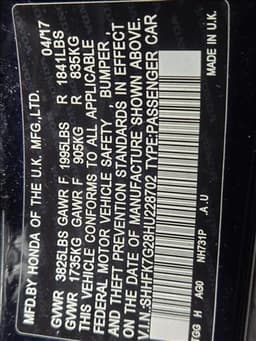 MFD.BY HONDA OF THE U.K. MFG.,LTD. 04/17
GVWR 3825LBS GAWR F 1995LBS R 1841LBS
GVWR 1735KG GAWR F 905KG R 835KG
THIS VEHICLE CONFORMS TO ALL APPLICABLE
FEDERAL MOTOR VEHICLE SAFETY , BUMPER ,
AND THEFT PREVENTION STANDARDS IN EFFECT
ON THE DATE OF MANUFACTURE SHOWN ABOVE.
V.I.N.:SHHFK7G28HU228702 TYPE:PASSENGER CAR
TGG H AG0 NH731P .A.U MADE IN U.K.